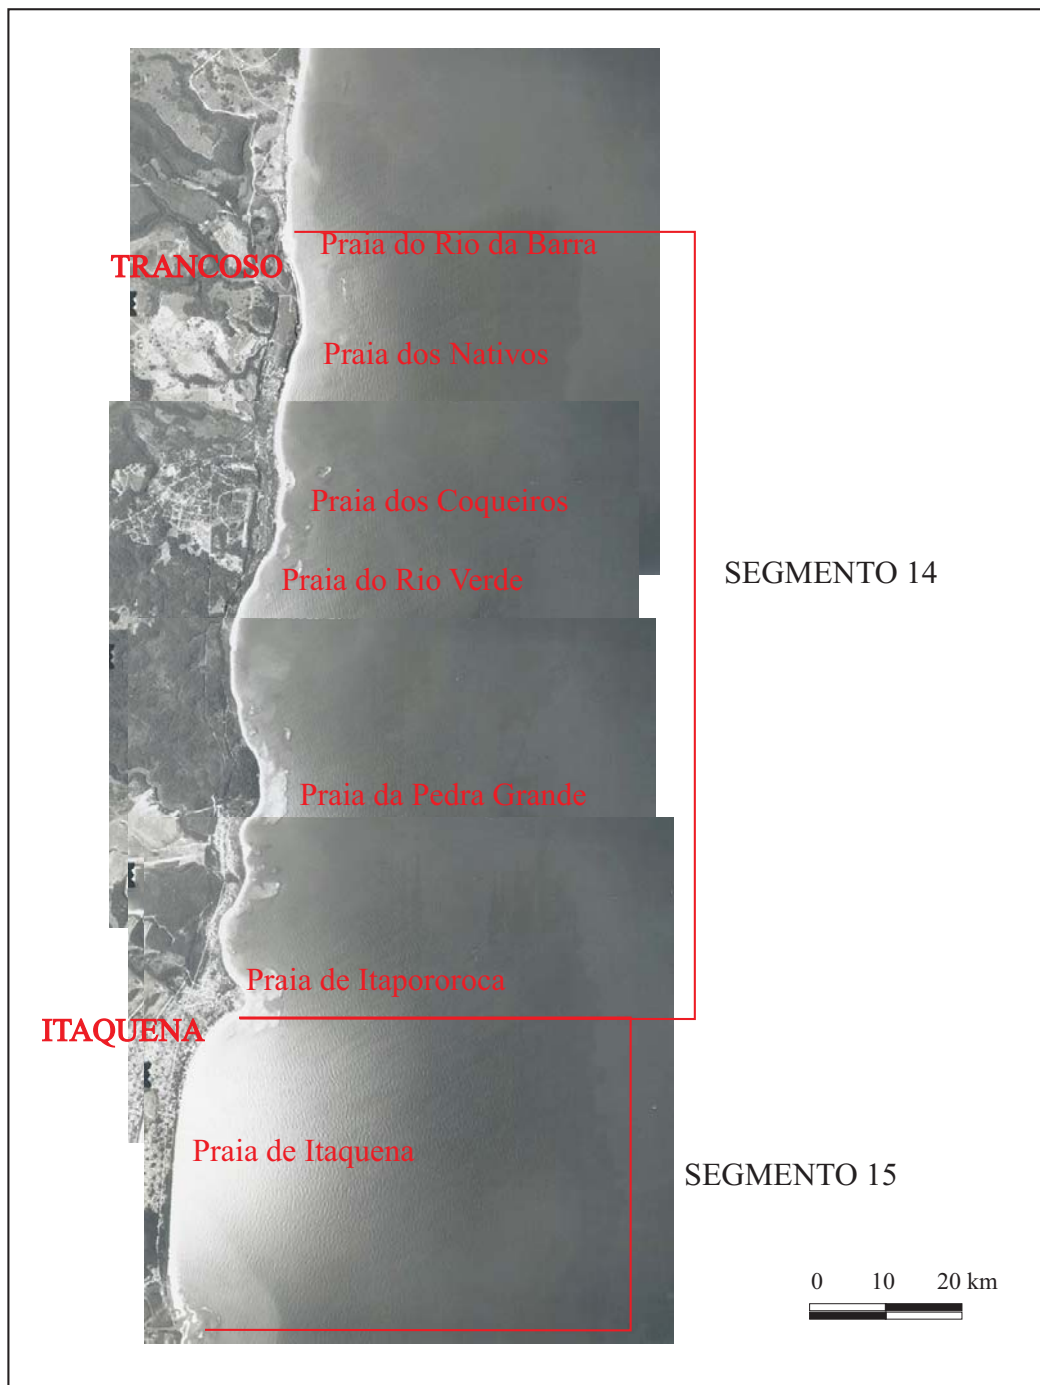 Praia do Rio da Barra
TRANCOSO
Praia dos Nativos
Praia dos Coqueiros
SEGMENTO 14
Praia do Rio Verde
Praia da Pedra Grande
Praia de Itapororoca
ITAQUENA
Praia de Itaquena
SEGMENTO 15
0 10 20 km